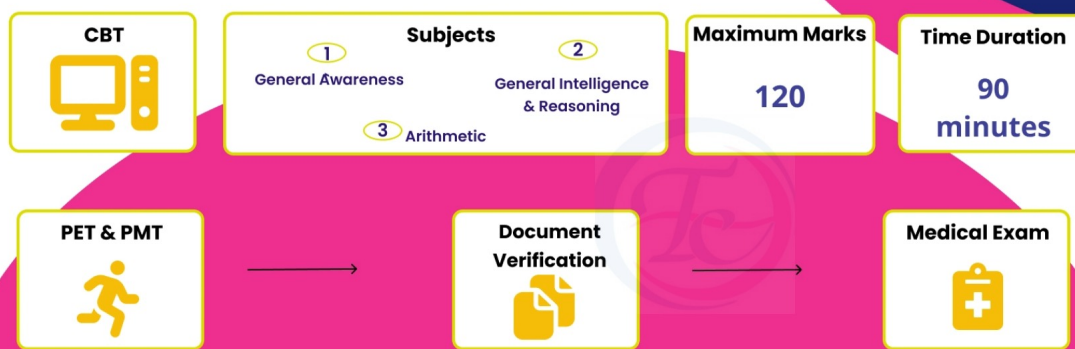 CBT
Subjects
1
General Awareness
2
General Intelligence
& Reasoning
3 Arithmetic
Maximum Marks
120
Time Duration
90
minutes
PET & PMT
Document
Verification
Medical Exam
Tc